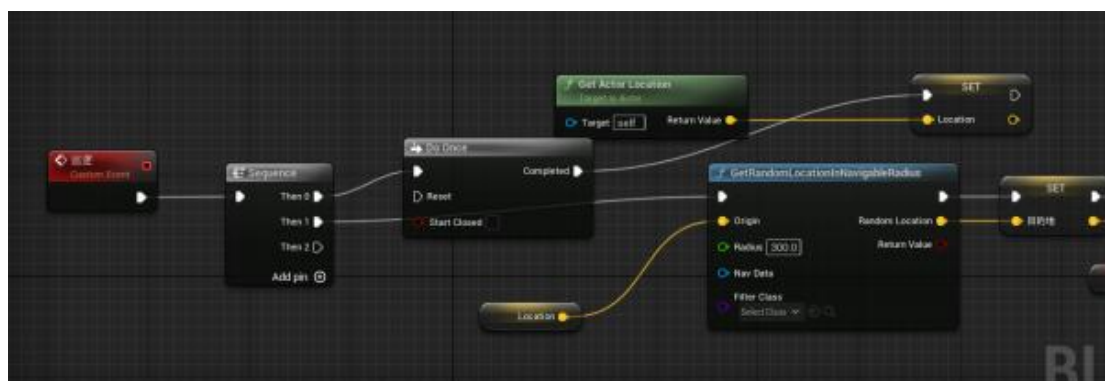 巡逻
Custom Event
Sequence
Then 0
Then 1
Then 2
Add pin
Do Once
Completed
Reset
Start Closed
Get Actor Location
Target is Actor
Target self
Return Value
SET
Location
Location
GetRandomLocationInNavigableRadius
Origin
Random Location
Radius 300.0
Return Value
Nav Data
Filter Class
Select Class
SET
目的地
BL